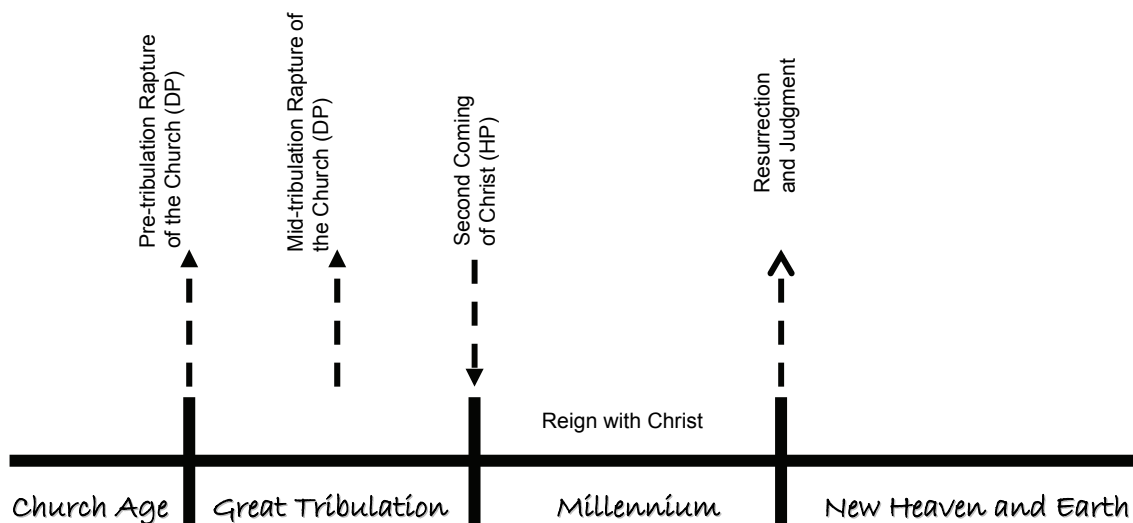 Pre-tribulation Rapture
of the Church (DP)
Mid-tribulation Rapture of
the Church (DP)
Second Coming
of Christ (HP)
Resurrection
and Judgment
Reign with Christ
Church Age
Great Tribulation
Millennium
New Heaven and Earth